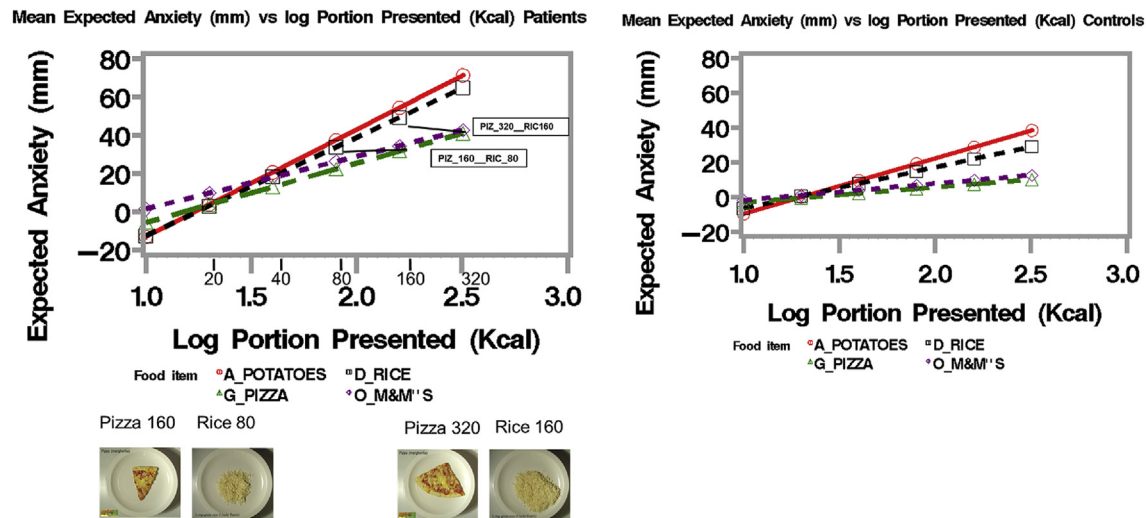 Mean Expected Anxiety (mm) vs log Portion Presented (Kcal) Patients
80
60
40
20
0
−20
Expected Anxiety (mm)
PIZ_320__RIC160
PIZ_160__RIC_80
20
40
80
160
320
1.0
1.5
2.0
2.5
3.0
Log Portion Presented (Kcal)
Food item
A_POTATOES
D_RICE
G_PIZZA
O_M&M''S
Mean Expected Anxiety (mm) vs log Portion Presented (Kcal) Controls
80
60
40
20
0
−20
Expected Anxiety (mm)
1.0
1.5
2.0
2.5
3.0
Log Portion Presented (Kcal)
Food item
A_POTATOES
D_RICE
G_PIZZA
O_M&M''S
Pizza 160
Rice 80
Pizza 320
Rice 160